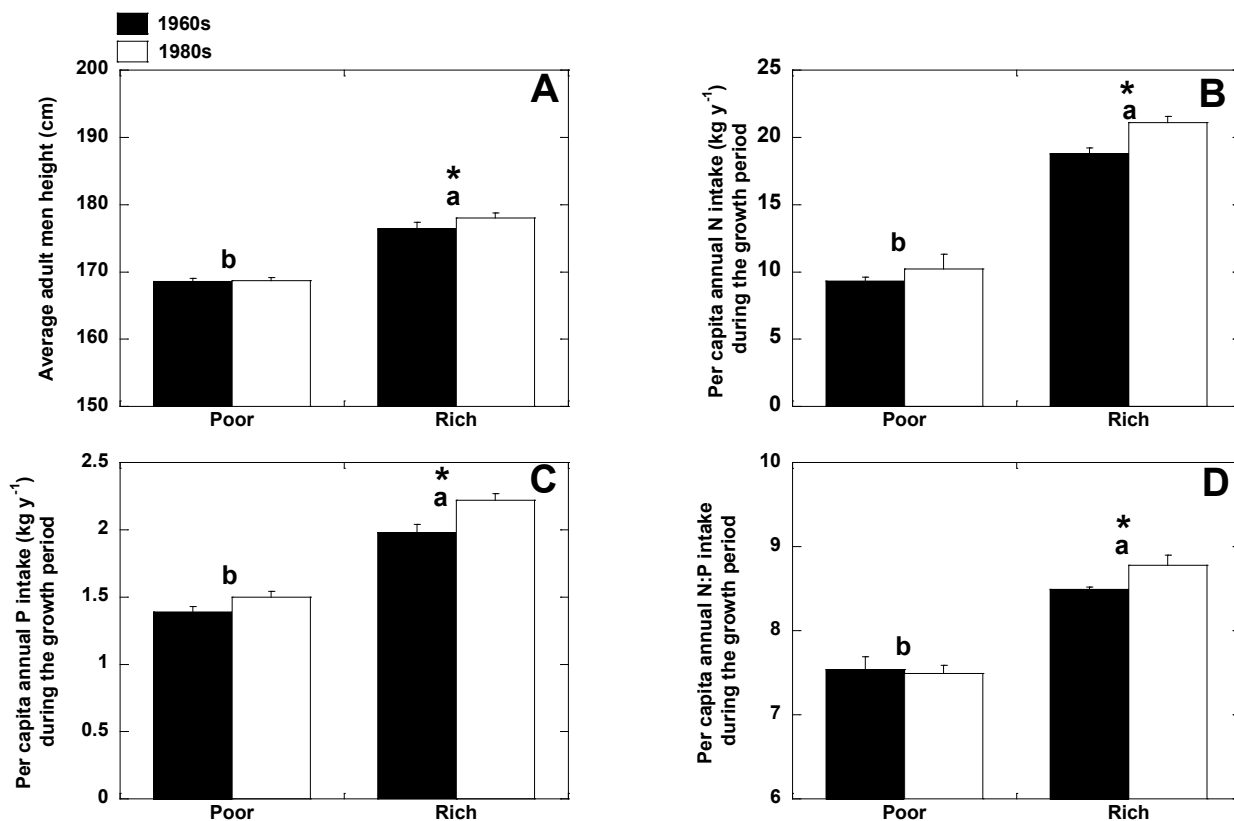 1960s
1980s
A
Average adult men height (cm)
200
190
180
170
160
150
b
*
a
Poor
Rich
B
Per capita annual N intake (kg y⁻¹)
during the growth period
25
20
15
10
5
0
b
*
a
Poor
Rich
C
Per capita annual P intake (kg y⁻¹)
during the growth period
2.5
2
1.5
1
0.5
0
b
*
a
Poor
Rich
D
Per capita annual N:P intake
during the growth period
10
9
8
7
6
b
*
a
Poor
Rich